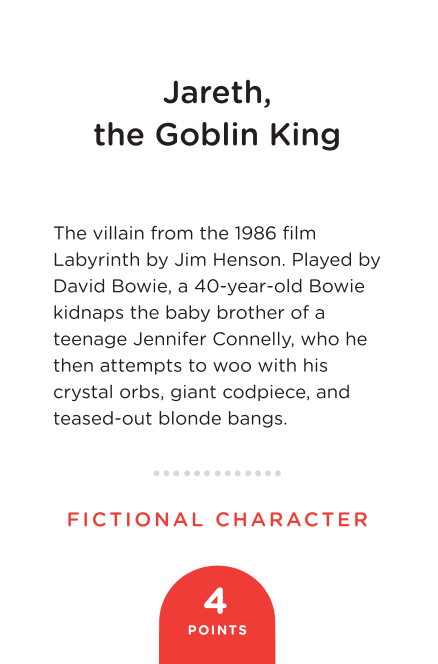 Jareth,
the Goblin King
The villain from the 1986 film
Labyrinth by Jim Henson. Played by
David Bowie, a 40-year-old Bowie
kidnaps the baby brother of a
teenage Jennifer Connelly, who he
then attempts to woo with his
crystal orbs, giant codpiece, and
teased-out blonde bangs.
FICTIONAL CHARACTER
4
POINTS